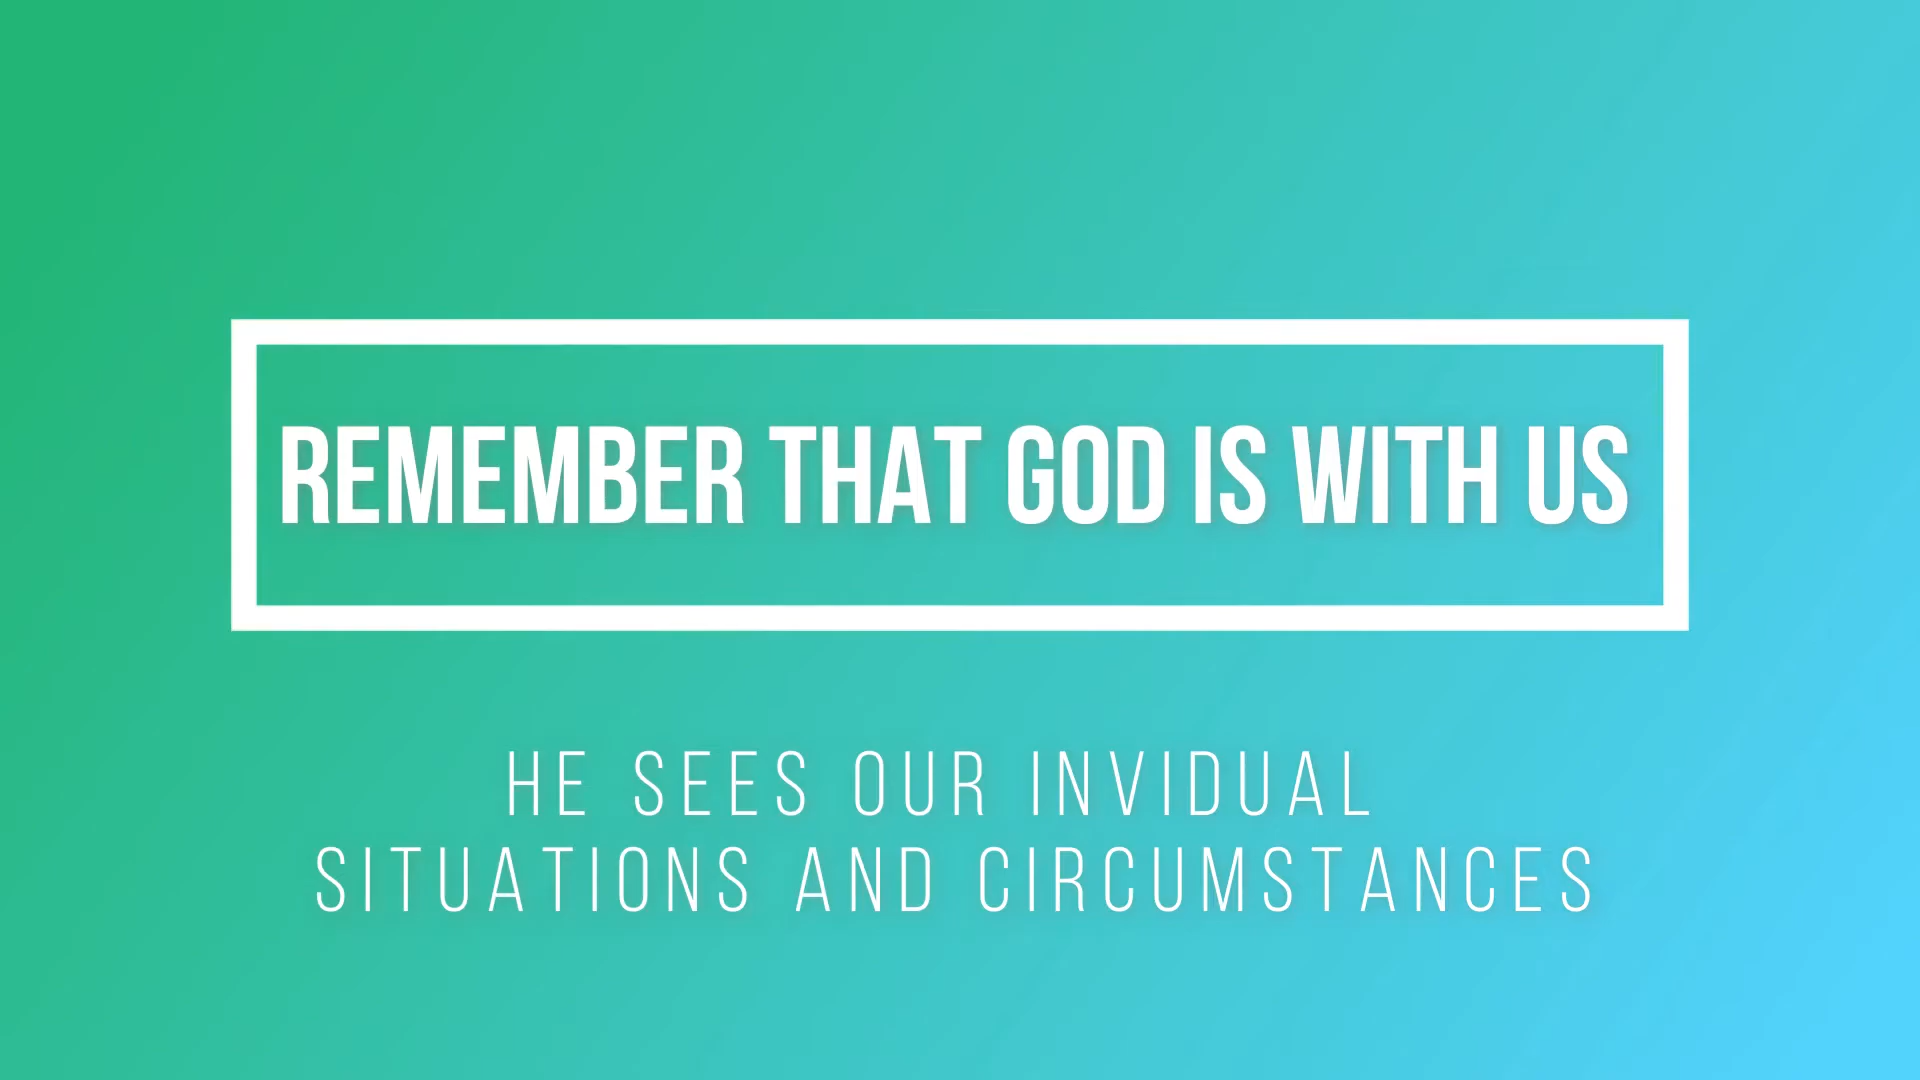 REMEMBER THAT GOD IS WITH US
HE SEES OUR INVIDUAL
SITUATIONS AND CIRCUMSTANCES